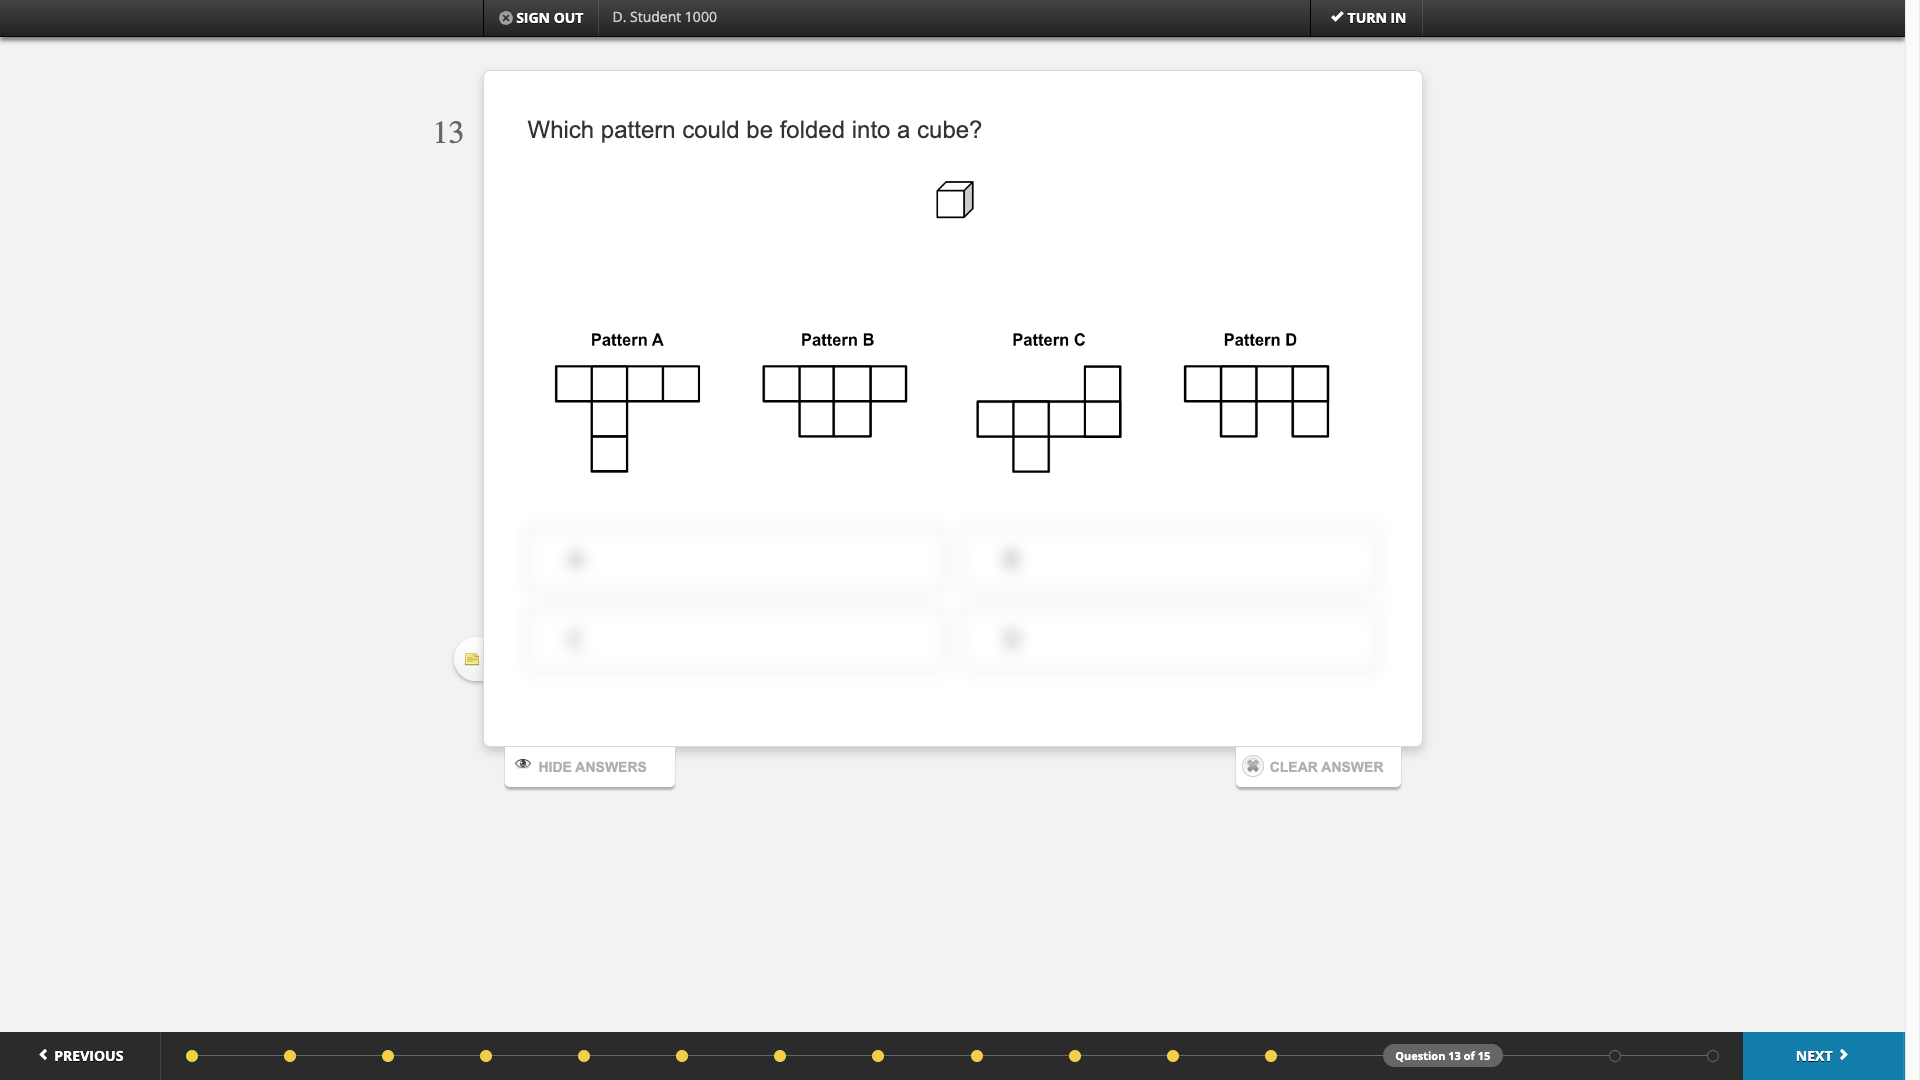 SIGN OUT
D. Student 1000
TURN IN
13
Which pattern could be folded into a cube?
Pattern A
Pattern B
Pattern C
Pattern D
HIDE ANSWERS
CLEAR ANSWER
PREVIOUS
Question 13 of 15
NEXT